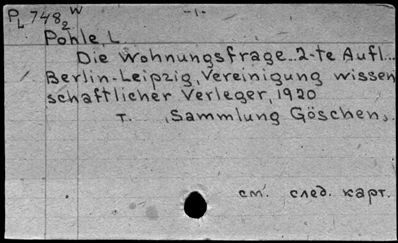 PL 748₂ W -1-
Pohle, L.
Die Wohnungsfrage...2-te Aufl...
Berlin-Leipzig, Vereinigung wissen
schaftlicher Verleger, 1920
т. „Sammlung Göschen„.
см. след. карт.